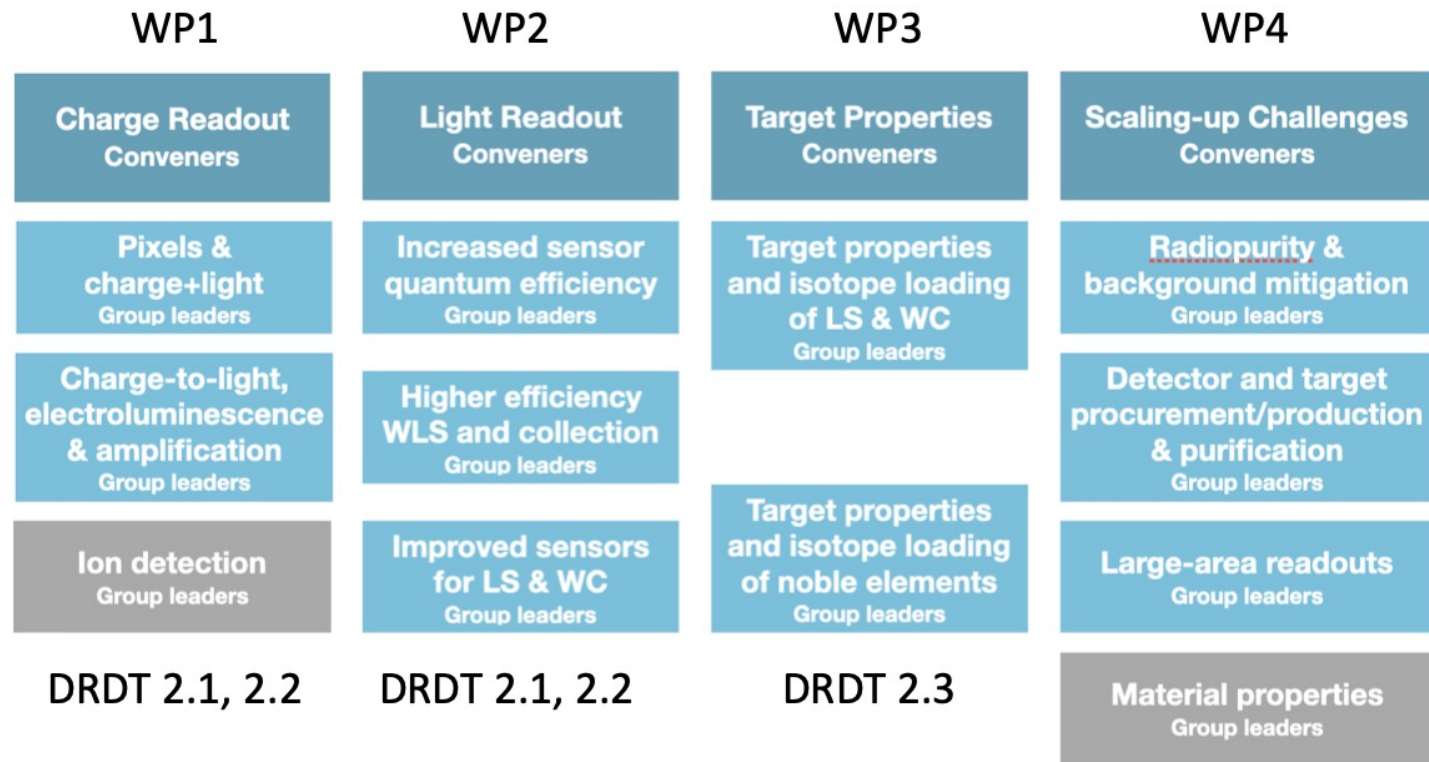 WP1
WP2
WP3
WP4
Charge Readout
Conveners
Light Readout
Conveners
Target Properties
Conveners
Scaling-up Challenges
Conveners
Pixels &
charge+light
Group leaders
Increased sensor
quantum efficiency
Group leaders
Target properties
and isotope loading
of LS & WC
Group leaders
Radiopurity &
background mitigation
Group leaders
Charge-to-light,
electroluminescence
& amplification
Group leaders
Higher efficiency
WLS and collection
Group leaders
Detector and target
procurement/production
& purification
Group leaders
Ion detection
Group leaders
Improved sensors
for LS & WC
Group leaders
Target properties
and isotope loading
of noble elements
Group leaders
Large-area readouts
Group leaders
DRDT 2.1, 2.2
DRDT 2.1, 2.2
DRDT 2.3
Material properties
Group leaders